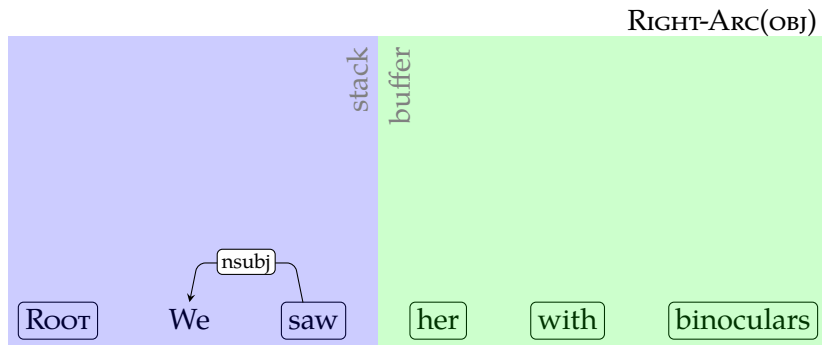 Right-Arc(obj)
stack
buffer
nsubj
Root We saw her with binoculars